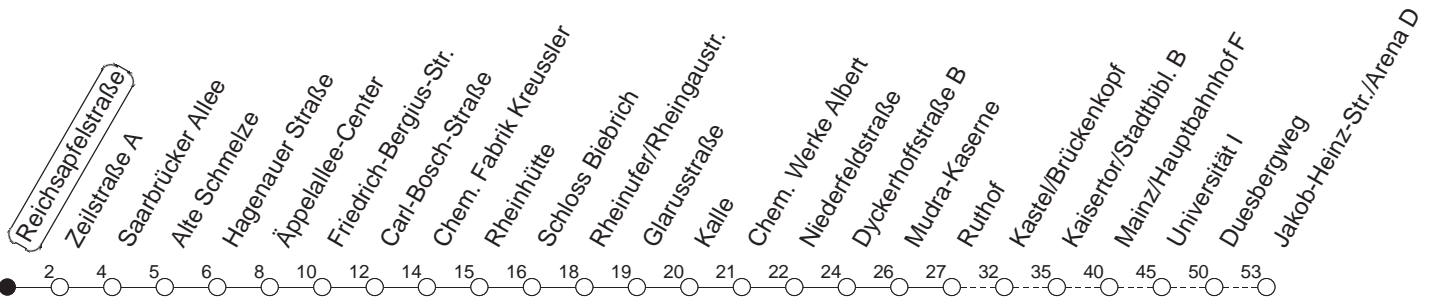 Reichsapfelstraße
Zeilstraße A
Saarbrücker Allee
Alte Schmelze
Hagenauer Straße
Äppelallee-Center
Friedrich-Bergius-Str.
Carl-Bosch-Straße
Chem. Fabrik Kreussler
Rheinhütte
Schloss Biebrich
Rheinufer/Rheingaustr.
Glarusstraße
Kalle
Chem. Werke Albert
Niederfeldstraße
Dyckerhoffstraße B
Mudra-Kaserne
Ruthof
Kastel/Brückenkopf
Kaisertor/Stadtbibl. B
Mainz/Hauptbahnhof F
Universität I
Duesbergweg
Jakob-Heinz-Str./Arena D
2 4 5 6 8 10 12 14 15 16 18 19 20 21 22 24 26 27 32 35 40 45 50 53